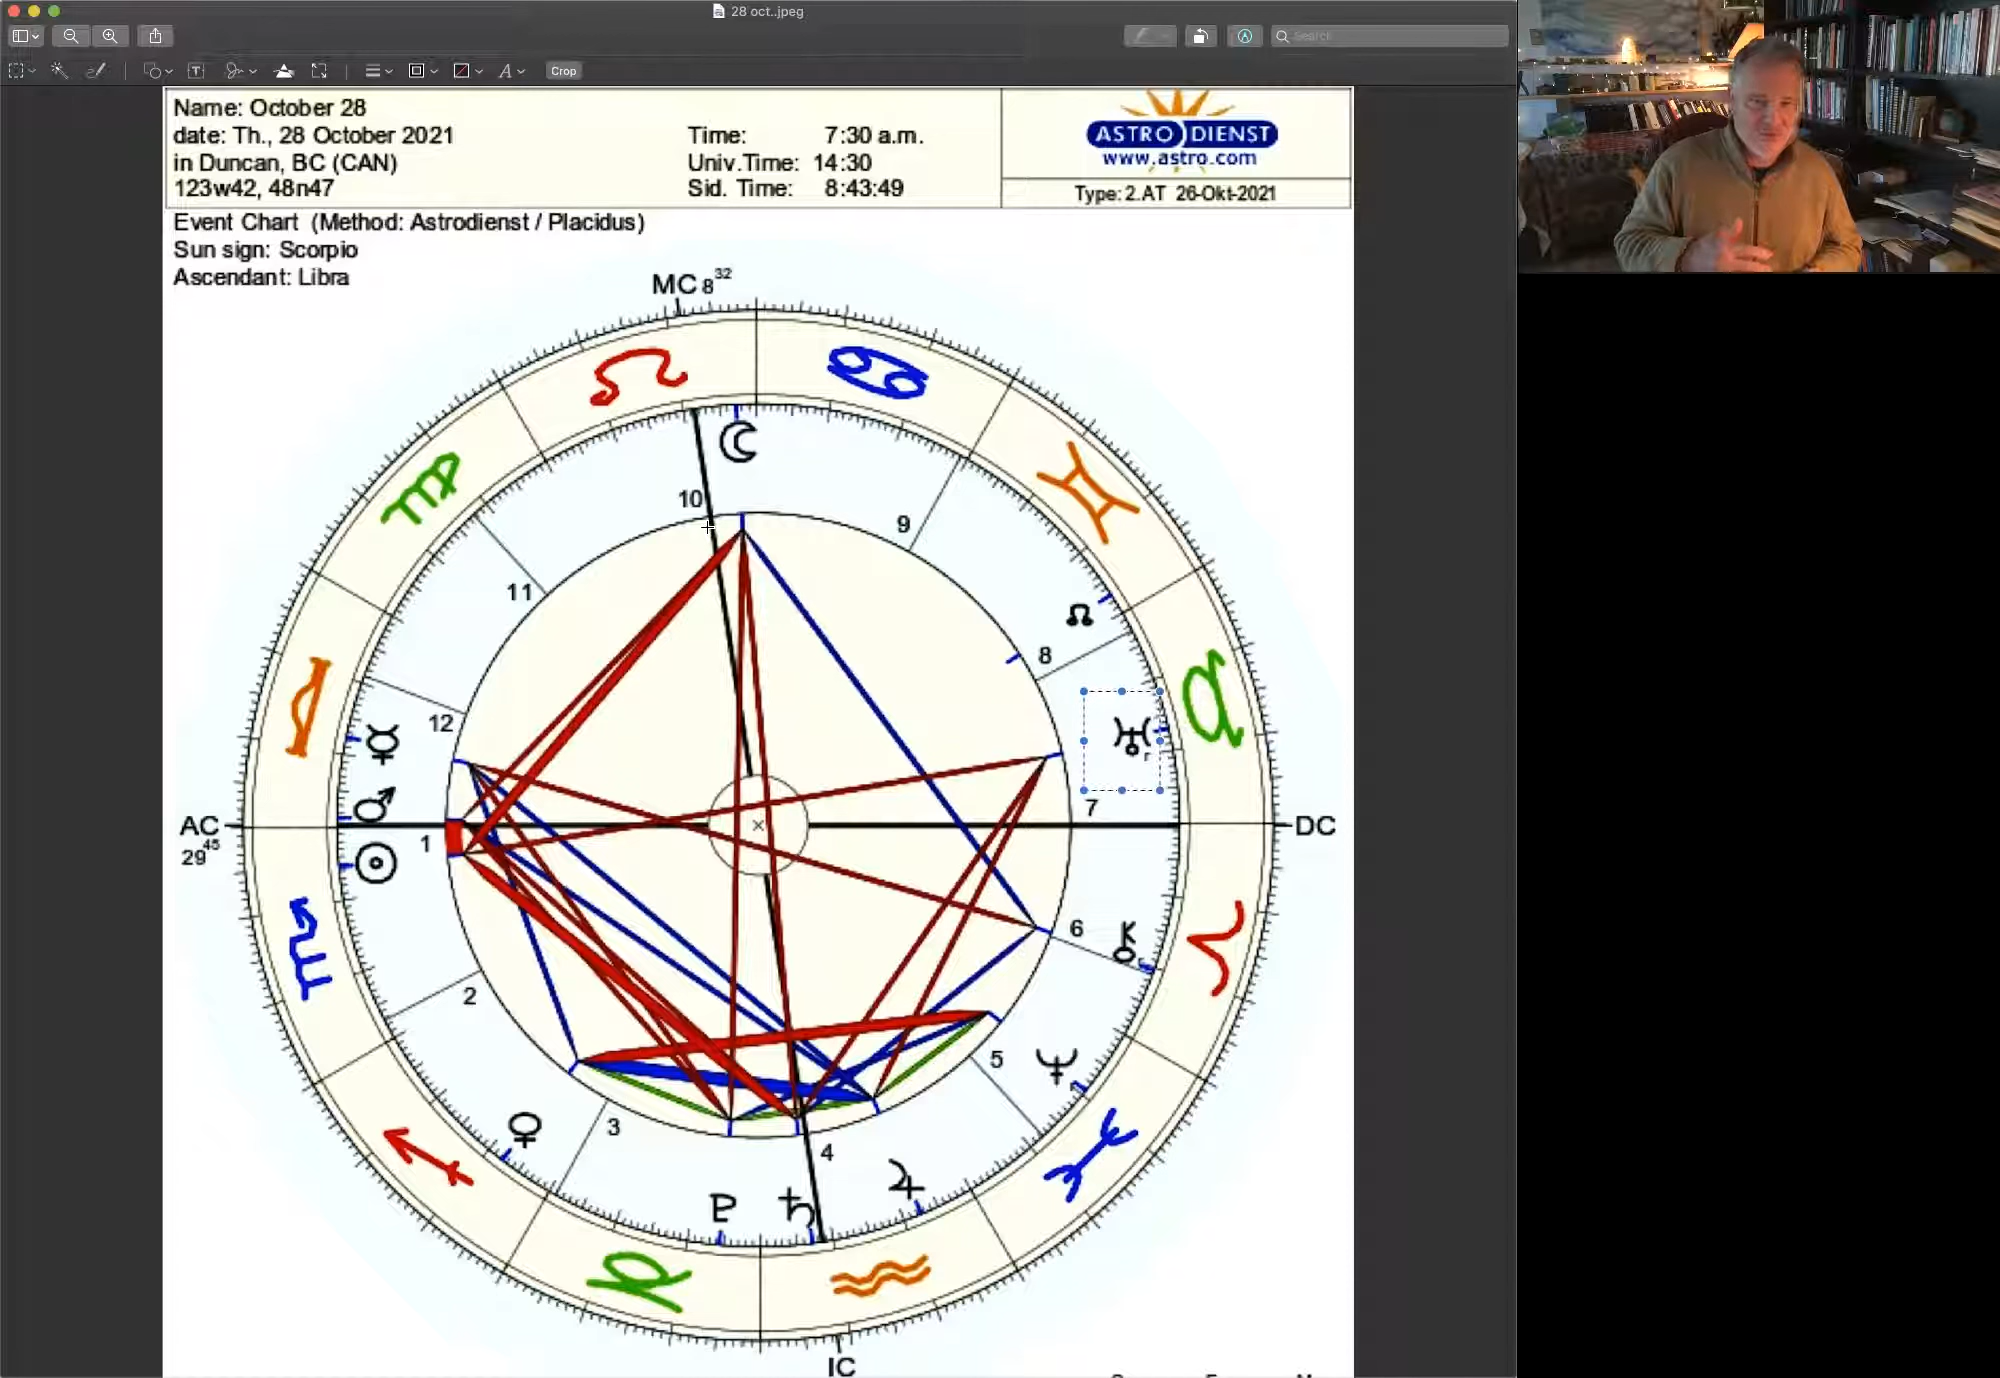 28 oct..jpeg
Search
Crop
Name: October 28
date: Th., 28 October 2021
in Duncan, BC (CAN)
123w42, 48n47
Time: 7:30 a.m.
Univ.Time: 14:30
Sid. Time: 8:43:49
ASTRO DIENST
www.astro.com
Type: 2.AT 26-Okt-2021
Event Chart (Method: Astrodienst / Placidus)
Sun sign: Scorpio
Ascendant: Libra
MC 8 32
10
9
11
8
12
7
AC
29 45
1
DC
6
2
5
3
4
IC